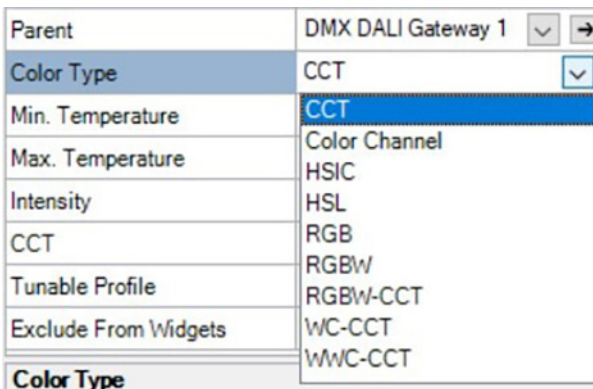 Parent DMX DALI Gateway 1
Color Type CCT
Min. Temperature CCT
Max. Temperature Color Channel
Intensity HSIC
CCT HSL
Tunable Profile RGB
Exclude From Widgets RGBW
RGBW-CCT
WC-CCT
WWC-CCT
Color Type